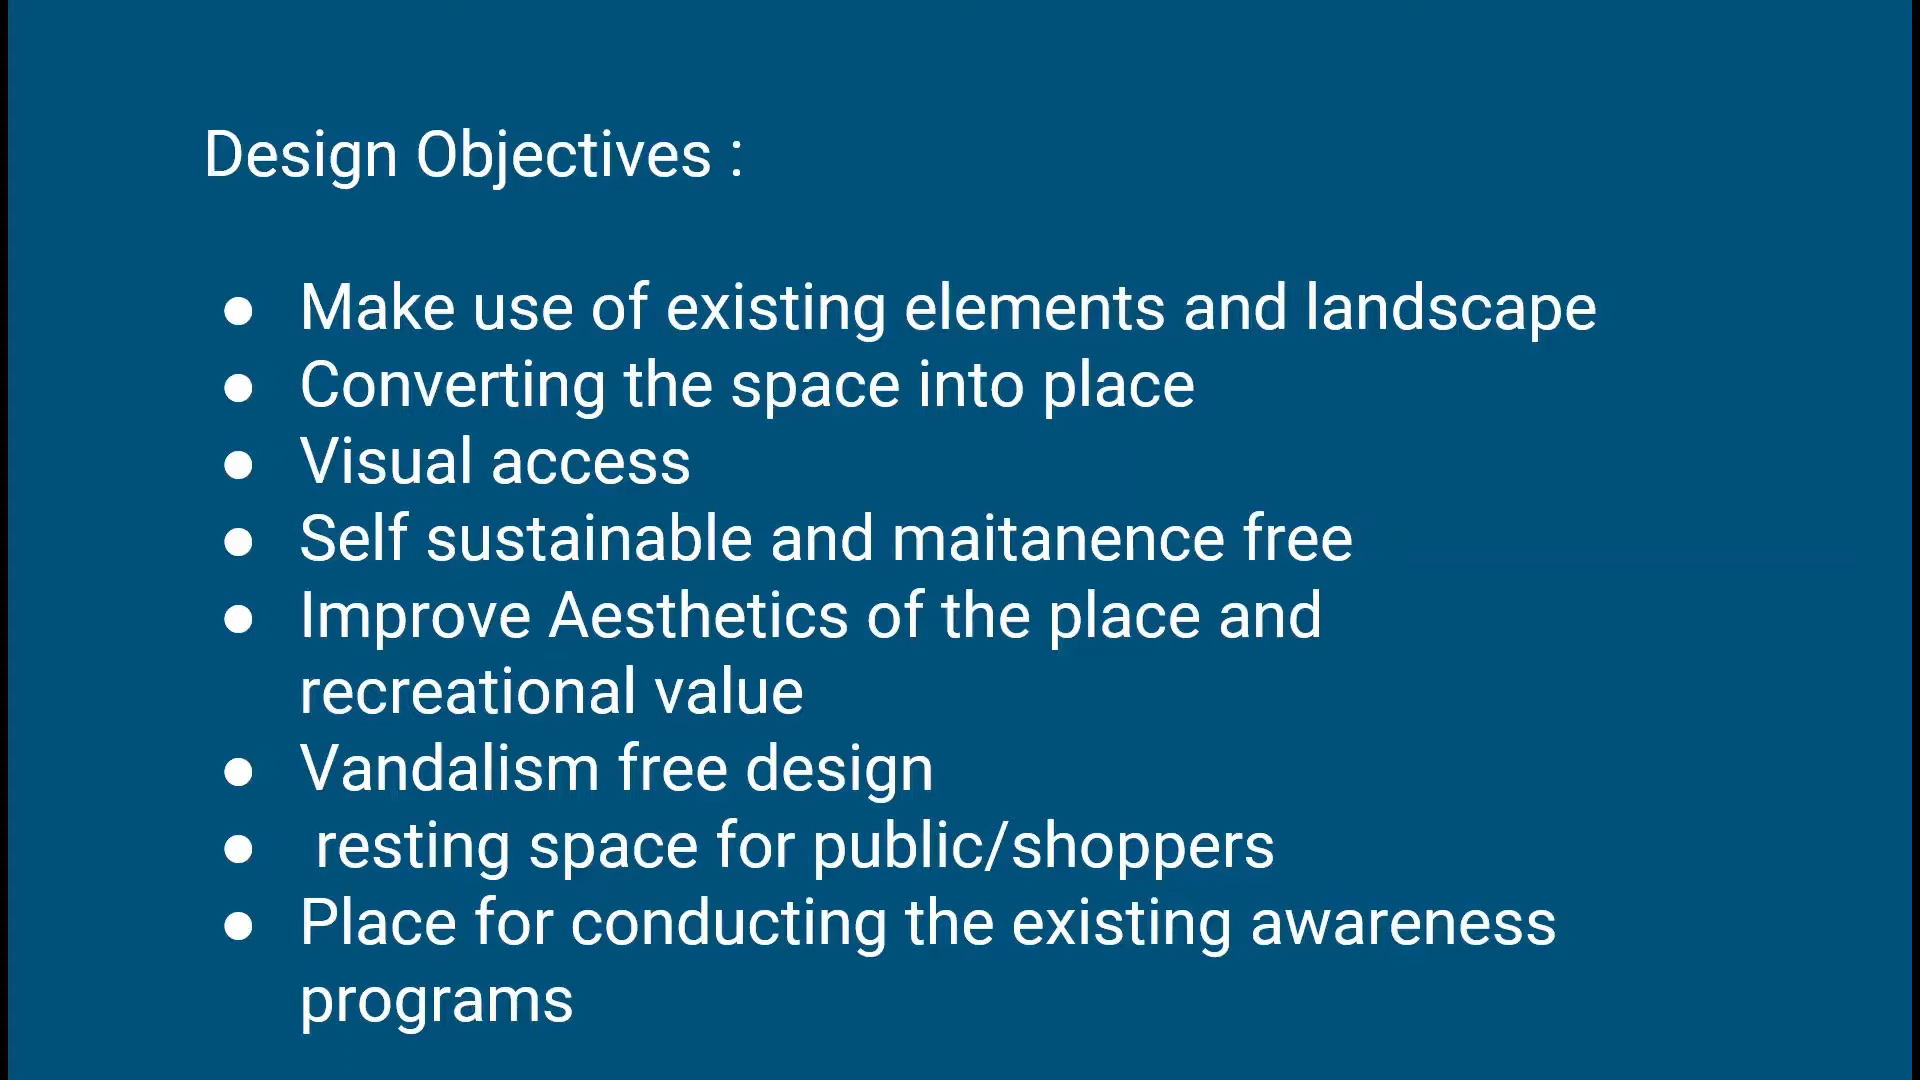 Design Objectives :
● Make use of existing elements and landscape
● Converting the space into place
● Visual access
● Self sustainable and maitanence free
● Improve Aesthetics of the place and
recreational value
● Vandalism free design
● resting space for public/shoppers
● Place for conducting the existing awareness
programs